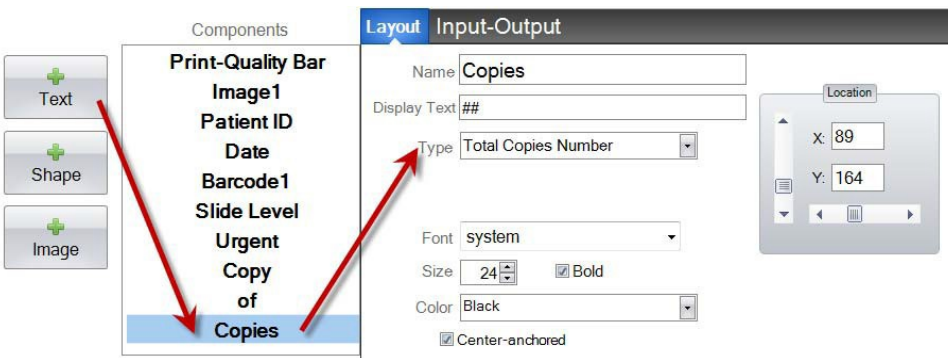 Components
Layout Input-Output
Print-Quality Bar
Image1
Patient ID
Date
Barcode1
Slide Level
Urgent
Copy
of
Copies
Text
Shape
Image
Name Copies
Display Text ##
Type Total Copies Number
Font system
Size 24 Bold
Color Black
Center-anchored
Location
X: 89
Y: 164